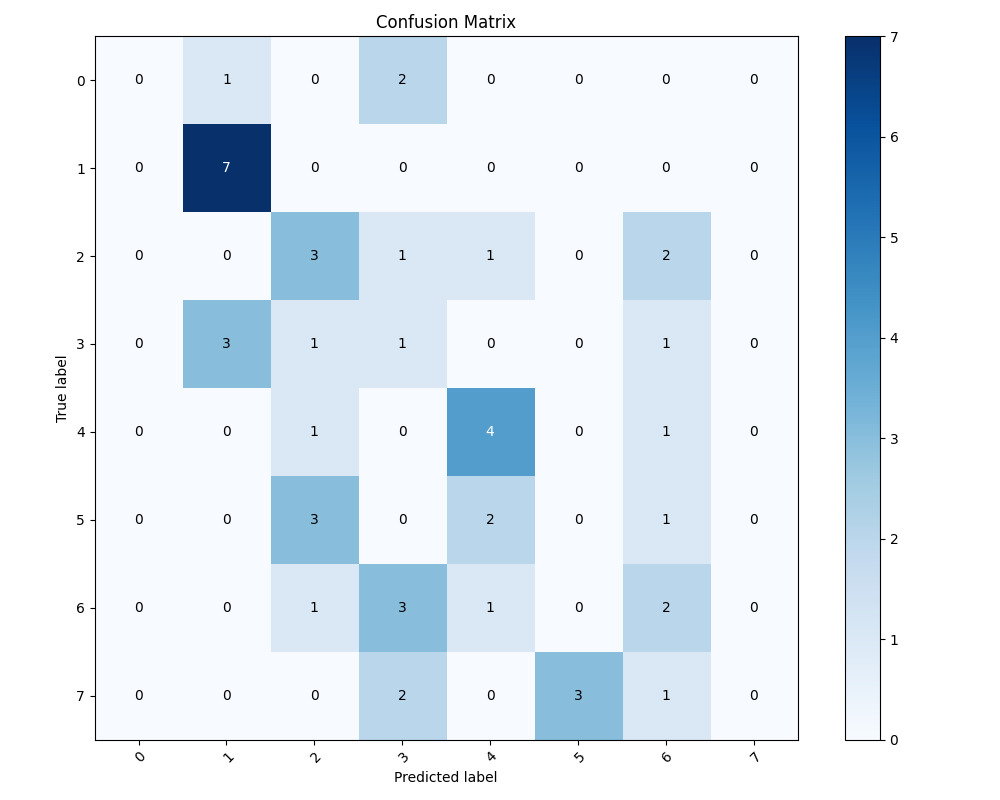 Confusion Matrix
0 0 1 0 2 0 0 0 0
1 0 7 0 0 0 0 0 0
2 0 0 3 1 1 0 2 0
3 0 3 1 1 0 0 1 0
4 0 0 1 0 4 0 1 0
5 0 0 3 0 2 0 1 0
6 0 0 1 3 1 0 2 0
7 0 0 0 2 0 3 1 0
0 1 2 3 4 5 6 7
True label
Predicted label
7
6
5
4
3
2
1
0